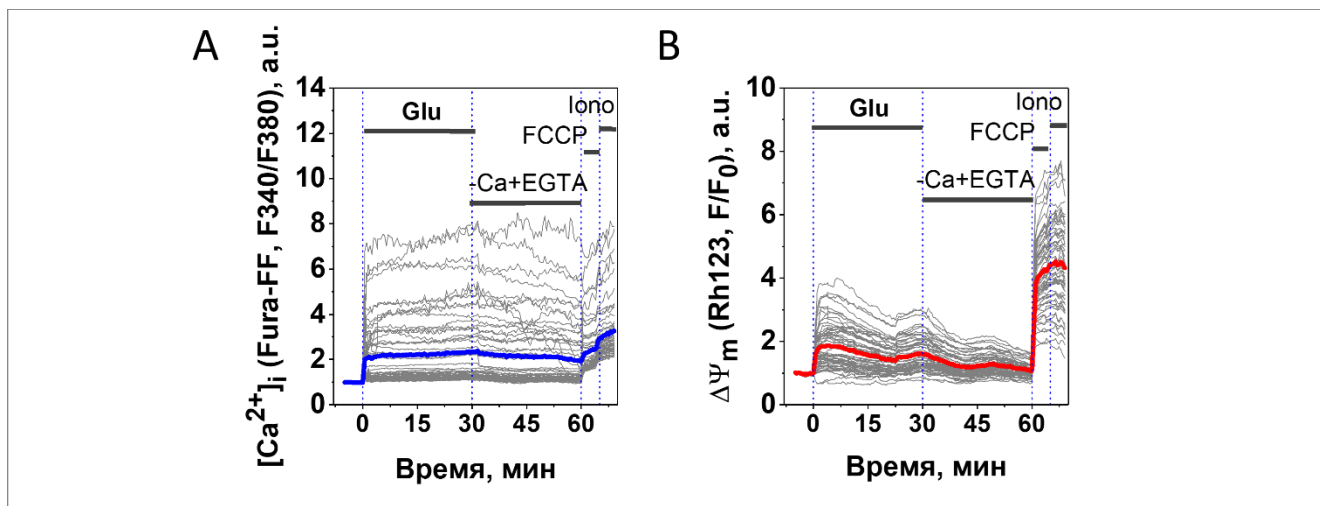 A
[Ca²⁺]ᵢ (Fura-FF, F340/F380), a.u.
14
12
10
8
6
4
2
0
Glu
Iono
FCCP
-Ca+EGTA
0
15
30
45
60
Время, мин
B
ΔΨm (Rh123, F/F₀), a.u.
10
8
6
4
2
0
Glu
Iono
FCCP
-Ca+EGTA
0
15
30
45
60
Время, мин